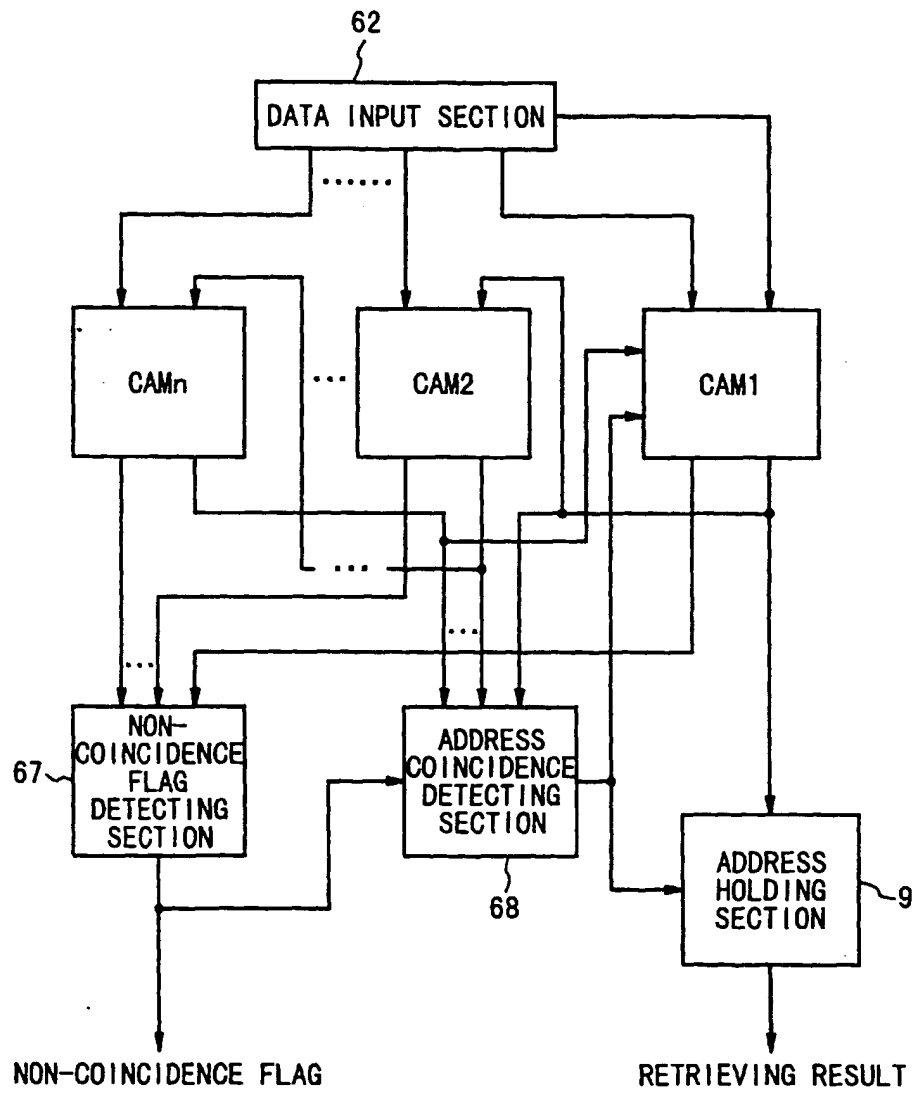 62
DATA INPUT SECTION
CAMn
CAM2
CAM1
67
NON-
COINCIDENCE
FLAG
DETECTING
SECTION
ADDRESS
COINCIDENCE
DETECTING
SECTION
68
ADDRESS
HOLDING
SECTION
9
NON-COINCIDENCE FLAG
RETRIEVING RESULT